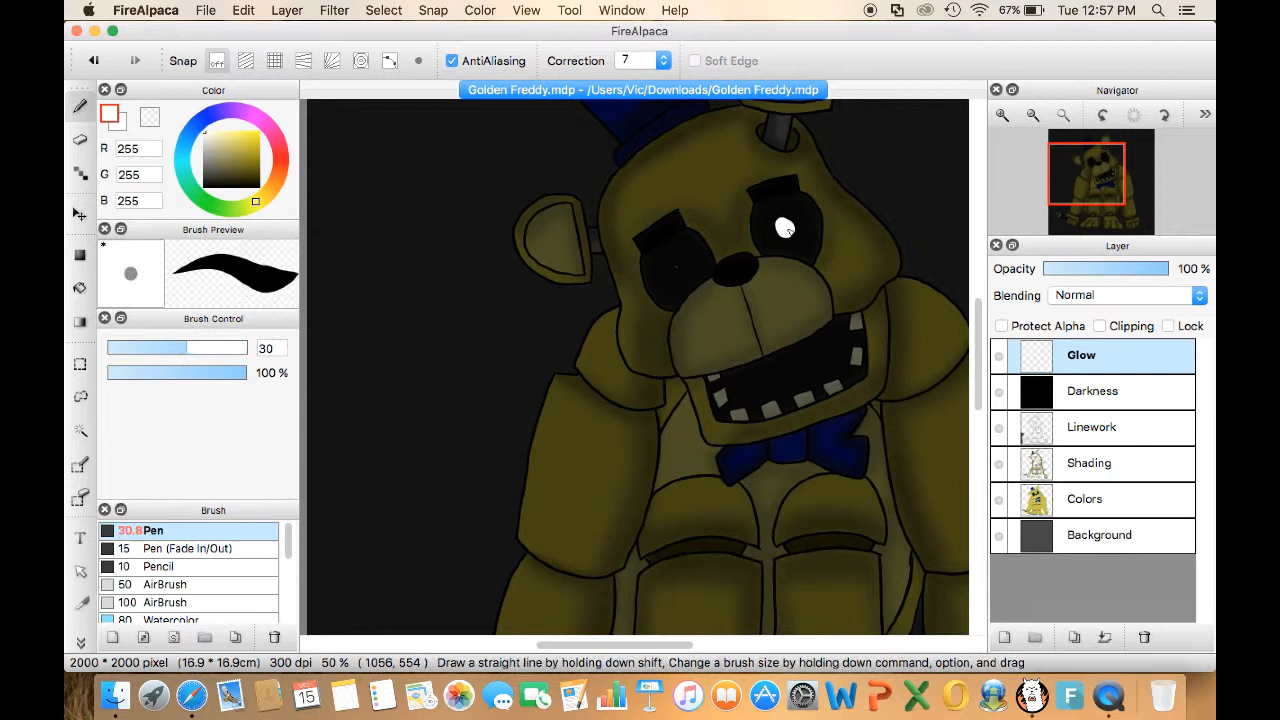 FireAlpaca File Edit Layer Filter Select Snap Color View Tool Window Help 67% Tue 12:57 PM
FireAlpaca
Snap off AntiAliasing Correction 7 Soft Edge
Color
Golden Freddy.mdp - /Users/Vic/Downloads/Golden Freddy.mdp
Navigator
R 255
G 255
B 255
Brush Preview
*
Layer
Opacity 100 %
Blending Normal
Protect Alpha Clipping Lock
Brush Control
30
100 %
Glow
Darkness
Linework
Shading
Colors
Background
Brush
30.8 Pen
15 Pen (Fade In/Out)
10 Pencil
50 AirBrush
100 AirBrush
80 Watercolor
T
2000 * 2000 pixel (16.9 * 16.9cm) 300 dpi 50 % (1056, 554) Draw a straight line by holding down shift, Change a brush size by holding down command, option, and drag